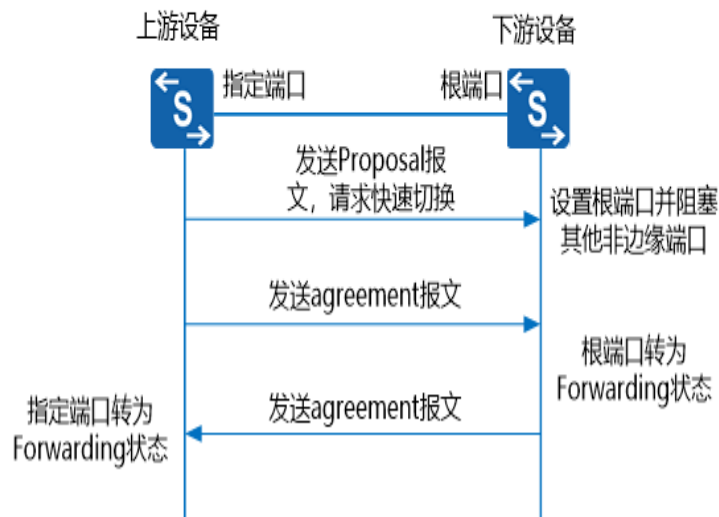 上游设备
下游设备
指定端口
根端口
S
S
发送Proposal报
文，请求快速切换
设置根端口并阻塞
其他非边缘端口
发送agreement报文
根端口转为
Forwarding状态
指定端口转为
Forwarding状态
发送agreement报文